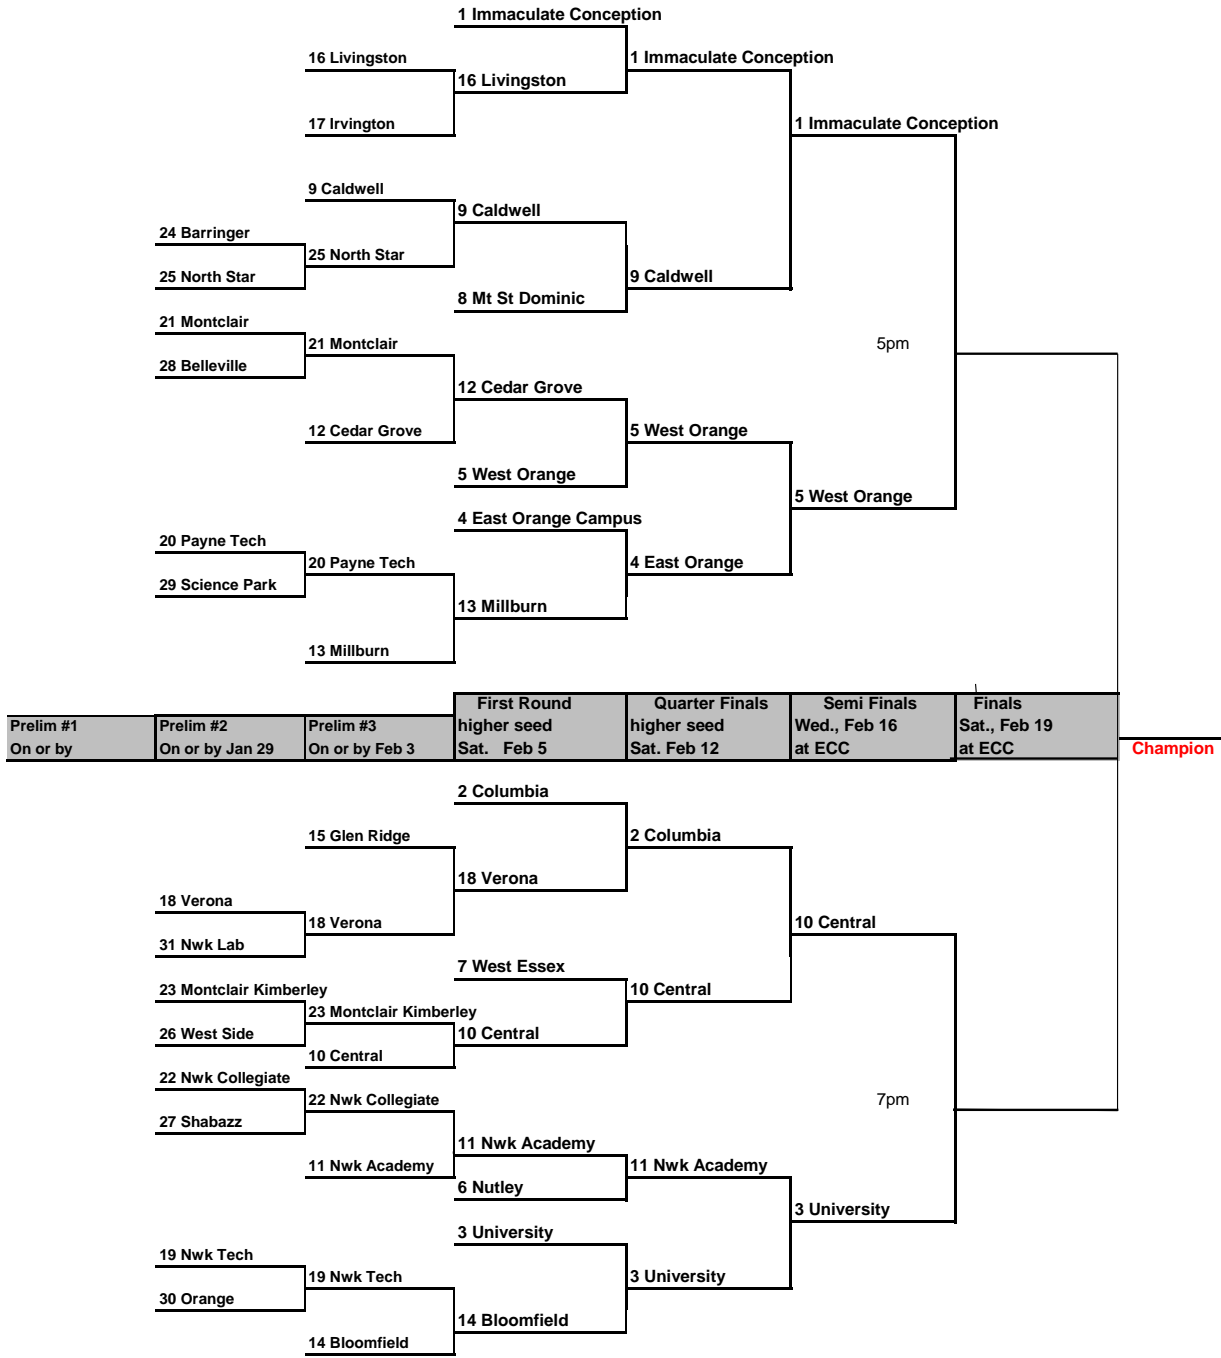 1 Immaculate Conception
16 Livingston
1 Immaculate Conception
16 Livingston
17 Irvington
1 Immaculate Conception
9 Caldwell
9 Caldwell
24 Barringer
25 North Star
25 North Star
9 Caldwell
8 Mt St Dominic
21 Montclair
21 Montclair
5pm
28 Belleville
12 Cedar Grove
12 Cedar Grove
5 West Orange
5 West Orange
5 West Orange
4 East Orange Campus
20 Payne Tech
20 Payne Tech
4 East Orange
29 Science Park
13 Millburn
13 Millburn
Prelim #1
On or by
Prelim #2
On or by Jan 29
Prelim #3
On or by Feb 3
First Round
higher seed
Sat. Feb 5
Quarter Finals
higher seed
Sat. Feb 12
Semi Finals
Wed., Feb 16
at ECC
Finals
Sat., Feb 19
at ECC
Champion
2 Columbia
15 Glen Ridge
2 Columbia
18 Verona
18 Verona
18 Verona
10 Central
31 Nwk Lab
7 West Essex
23 Montclair Kimberley
10 Central
23 Montclair Kimberley
26 West Side
10 Central
10 Central
22 Nwk Collegiate
22 Nwk Collegiate
7pm
27 Shabazz
11 Nwk Academy
11 Nwk Academy
11 Nwk Academy
6 Nutley
3 University
3 University
19 Nwk Tech
19 Nwk Tech
3 University
30 Orange
14 Bloomfield
14 Bloomfield